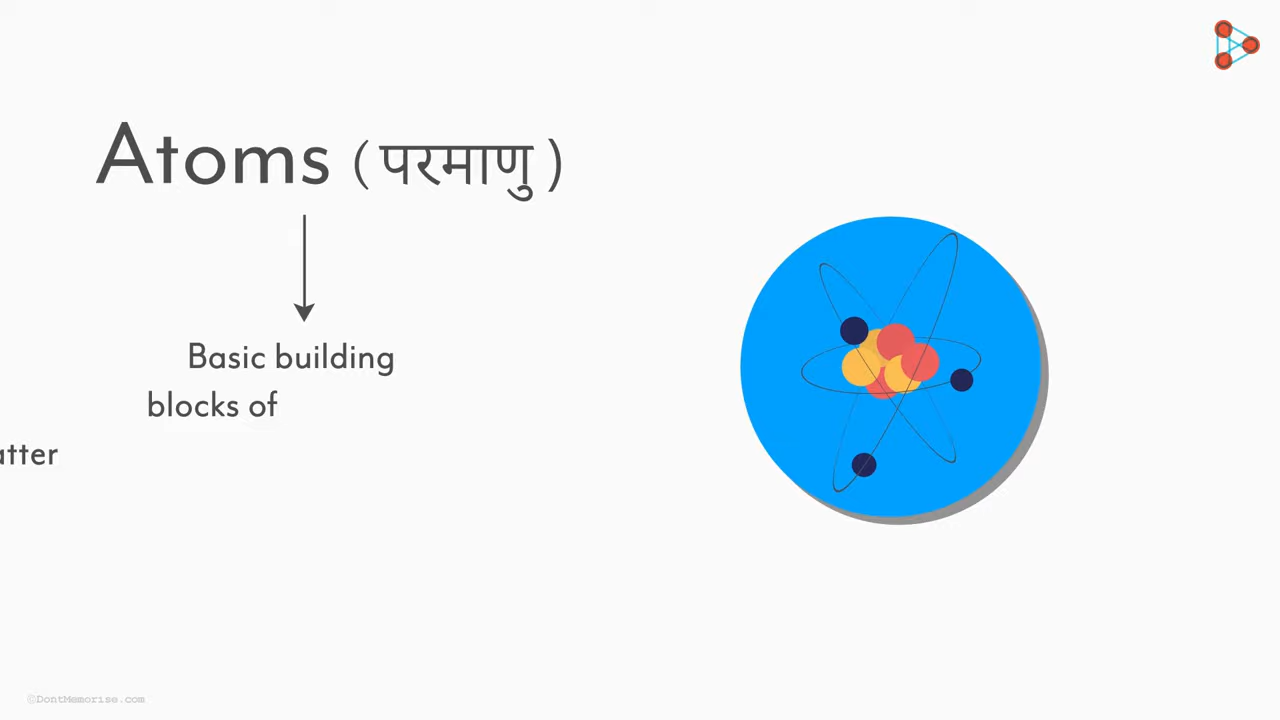 Atoms (परमाणु)
Basic building
blocks of
atter
©DontMemorise.com